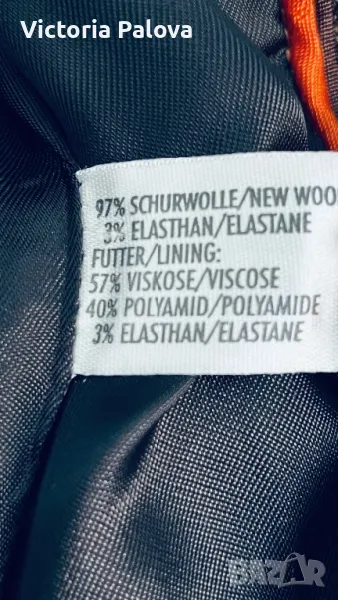 Victoria Palova
97% SCHURWOLLE/NEW WOO
3% ELASTHAN/ELASTANE
FUTTER/LINING:
57% VISKOSE/VISCOSE
40% POLYAMID/POLYAMIDE
3% ELASTHAN/ELASTANE
BAZAR